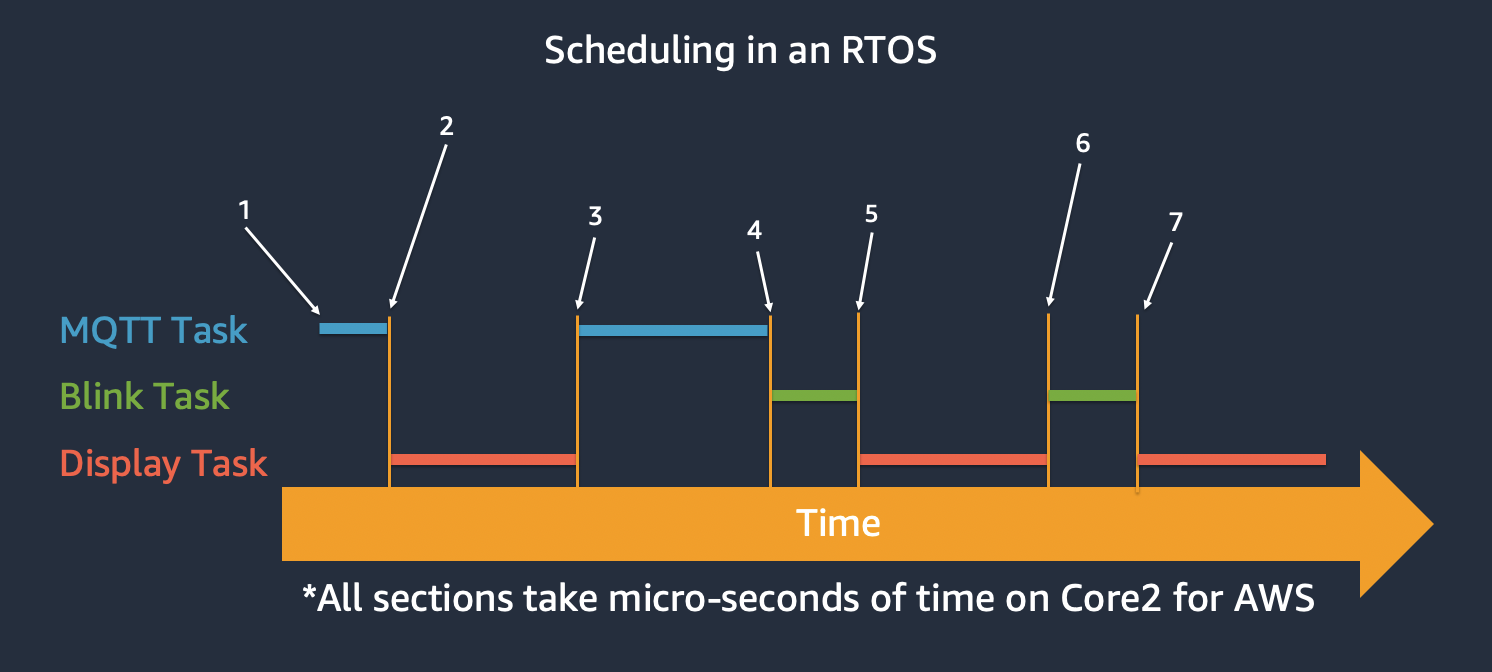 Scheduling in an RTOS
2
6
1
3
4
5
7
MQTT Task
Blink Task
Display Task
Time
*All sections take micro-seconds of time on Core2 for AWS